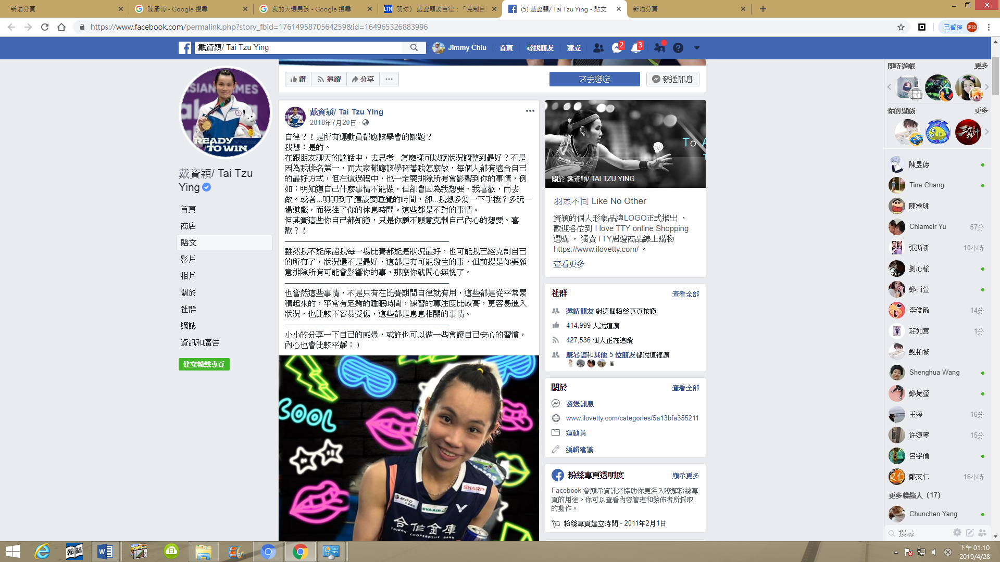 新增分頁
陳彥博 - Google 搜尋
我的大環男孩 - Google 搜尋
羽球》 戴資穎談自律：「克制自
(5) 戴資穎/ Tai Tzu Ying - 貼文
新增分頁
https://www.facebook.com/permalink.php?story_fbid=1761495870564259&id=164965326883996
已暫停
戴資穎/ Tai Tzu Ying
Jimmy Chiu
首頁
尋找朋友
建立
2
3
讚
追蹤
分享
來去逛逛
發送訊息
READY
TO WIN
戴資穎/ Tai Tzu
Ying
首頁
商店
貼文
影片
相片
關於
社群
網誌
資訊和廣告
建立粉絲專頁
戴資穎/ Tai Tzu Ying
2018年7月20日
自律？！是所有運動員都應該學會的課題？
我想：是的。
在跟朋友聊天的談話中，去思考...怎麼樣可以讓狀況調整到最好？不是
因為我排名第一，而大家都應該學習著我怎麼做，每個人都有適合自己
的最好方式，但在這過程中，也一定要排除所有會影響到你的事情，例
如：明知道自己什麼事情不能做，但卻會因為我想要、我喜歡，而去
做。或者...明明到了應該要睡覺的時間，卻...我想多滑一下手機？多玩一
場遊戲，而犧牲了你的休息時間。這些都是不對的事情。
但其實這些你自己都知道，只是你願不願意克制自己內心的想要、喜
歡？！
雖然我不能保證我每一場比賽都能是狀況最好，也可能我已經克制自己
的所有了，狀況還不是最好，這都是有可能發生的事，但前提是你要願
意排除所有可能會影響你的事，那麼你就問心無愧了。
也當然這些事情，不是只有在比賽期間自律就有用，這些都是從平常累
積起來的，平常有足夠的睡眠時間，練習的專注度比較高，更容易進入
狀況，也比較不容易受傷，這些都是息息相關的事情。
小小的分享一下自己的感覺，或許也可以做一些會讓自己安心的習慣，
內心也會比較平靜：）
COOL
SHARP
MOD
EVA AIR
合作金庫
TAIWAN COOPERATIVE BANK
To A
關於 戴資穎/ TAI TZU YING
羽眾不同 Like No Other
資穎的個人形象品牌LOGO正式推出，
歡迎各位到 I love TTY online Shopping
選購 ， 獨賣TTY周邊商品線上購物
https://www.ilovetty.com/ 。
查看更多
社群
查看全部
邀請朋友 對這個粉絲專頁按讚
414,999 人說這讚
427,536 個人正在追蹤
康芯語和其他 5 位朋友都說這裡讚
關於
查看全部
發送訊息
www.ilovetty.com/categories/5a13bfa355211
運動員
編輯建議
粉絲專頁透明度
顯示更多
Facebook 會顯示資訊來協助你更深入瞭解粉絲專
頁的用途。你可以查看內容管理和發佈者所採取
的動作。
粉絲專頁建立時間 - 2011年2月1日
即時遊戲
更多
你的遊戲
更多
陳昱德
Tina Chang
陳睿珧
Chiameir Yu
57分
張斯祈
10小時
劉心榆
鄭雨萱
李俊毅
14分
莊如意
1分
鮑柏城
Shenghua Wang
鄭菀瑩
王婷
16分
許婕寧
15分
呂宇倫
鄭又仁
16小時
更多聯絡人 (17)
Chunchen Yang
搜尋
翰林
下午 01:10
2019/4/28